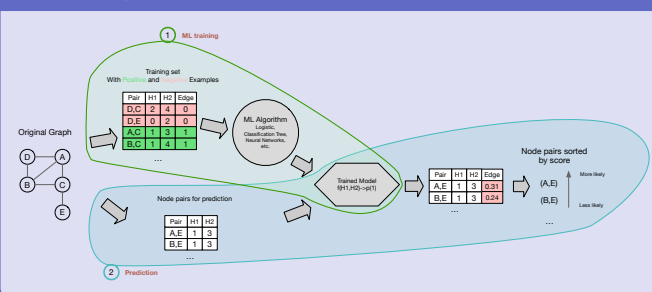 1 ML training
Training set
With Positive and Negative Examples
Pair H1 H2 Edge
D,C 2 4 0
D,E 0 2 0
A,C 1 3 1
B,C 1 4 1
...
ML Algorithm
Logistic,
Classification Tree,
Neural Networks,
etc.
Original Graph
D A
B C
E
Node pairs for prediction
Pair H1 H2
A,E 1 3
B,E 1 3
...
Trained Model
f(H1,H2)->p(1)
Pair H1 H2 Edge
A,E 1 3 0.31
B,E 1 3 0.24
...
Node pairs sorted
by score
(A,E)
(B,E)
...
More likely
Less likely
2 Prediction